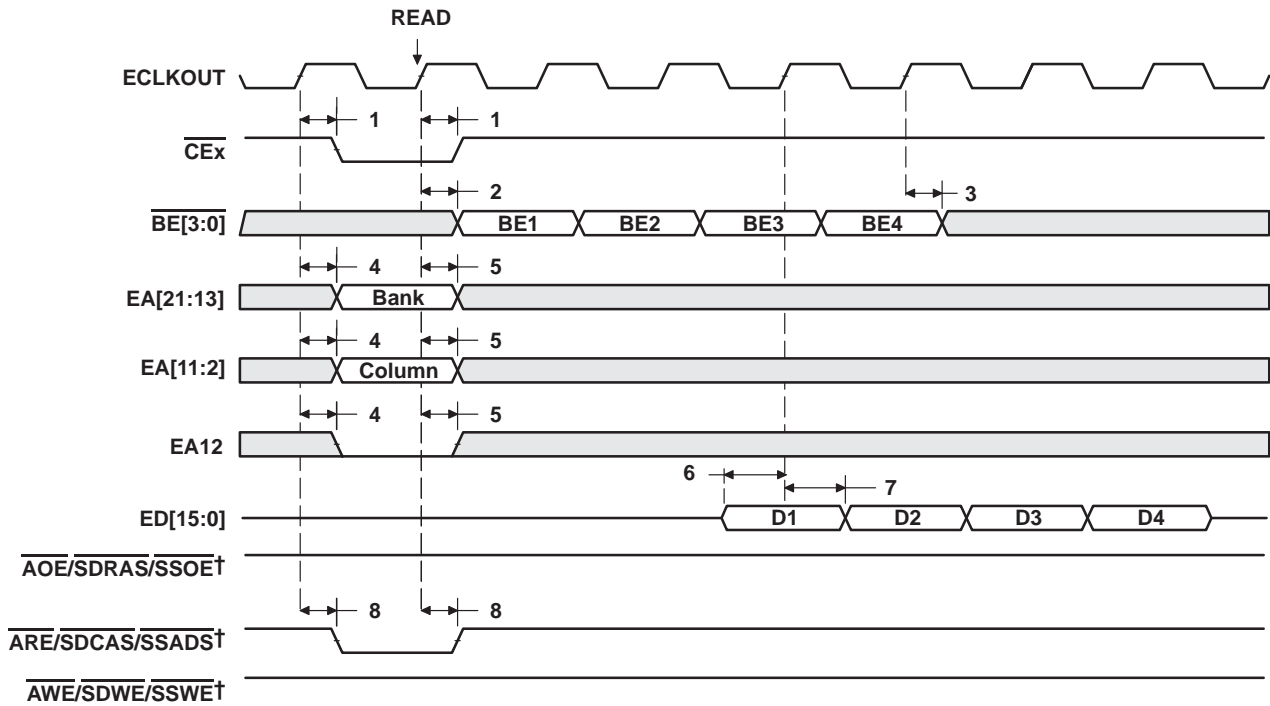 READ
ECLKOUT
1 1
CEx
2 3
BE[3:0] BE1 BE2 BE3 BE4
4 5
EA[21:13] Bank
4 5
EA[11:2] Column
4 5
EA12
6 7
ED[15:0] D1 D2 D3 D4
AOE/SDRAS/SSOE†
8 8
ARE/SDCAS/SSADS†
AWE/SDWE/SSWE†